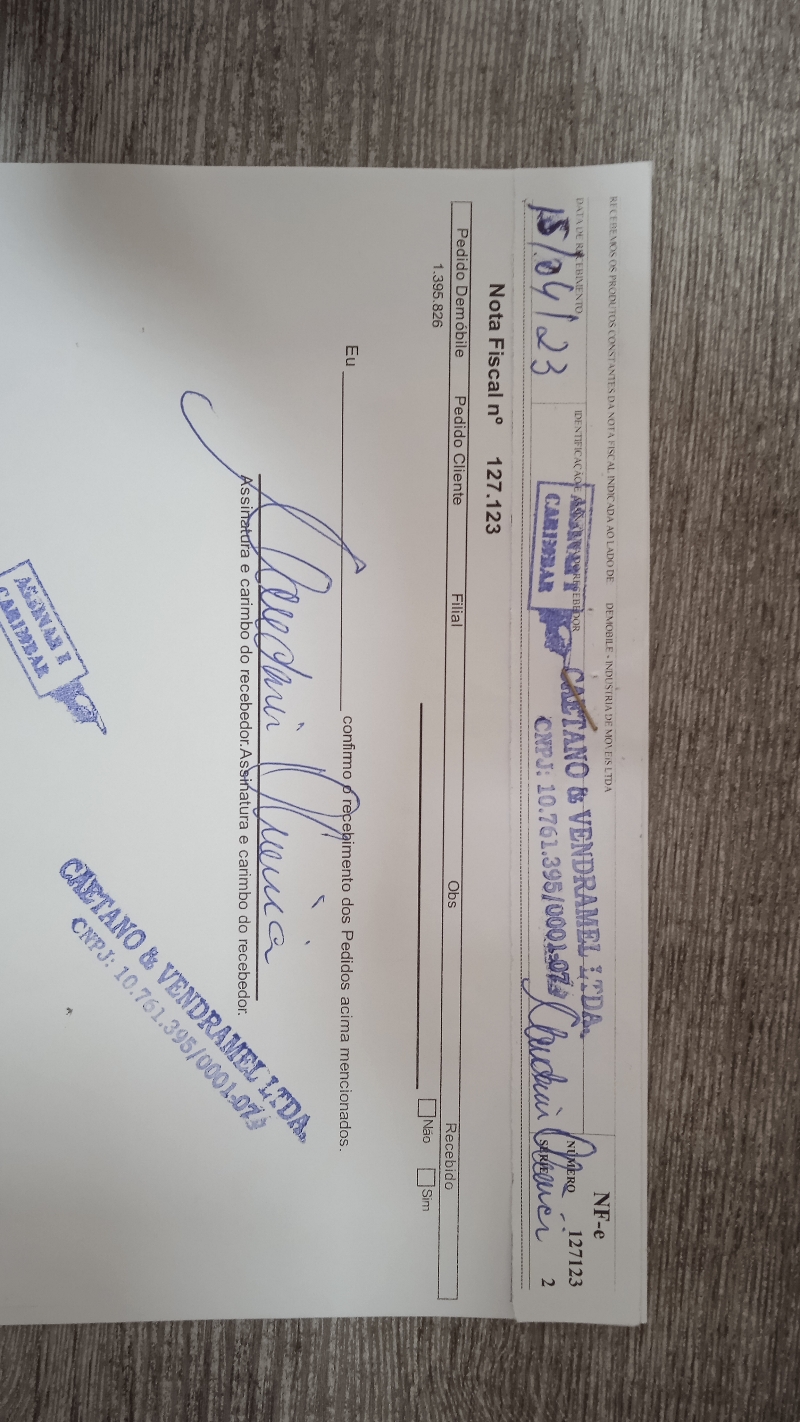 RECEBEMOS OS PRODUTOS CONSTANTES DA NOTA FISCAL INDICADA AO LADO DE DEMOBILE - INDUSTRIA DE MOVEIS LTDA
NF-e
DATA DE RECEBIMENTO
IDENTIFICAÇÃO E RECEBEDOR
NÚMERO 127123
SÉRIE 2
15/04/23
ASSINAR E
CARIMBAR
CAETANO & VENDRAMEL LTDA.
CNPJ: 10.761.395/0001-07
Nota Fiscal nº 127.123
Pedido Demóbile Pedido Cliente Filial Obs Recebido
1.395.826
Não Sim
Eu confirmo o recebimento dos Pedidos acima mencionados.
Assinatura e carimbo do recebedor.Assinatura e carimbo do recebedor.
ASSINAR E
CARIMBAR
CAETANO & VENDRAMEL LTDA.
CNPJ: 10.761.395/0001-07